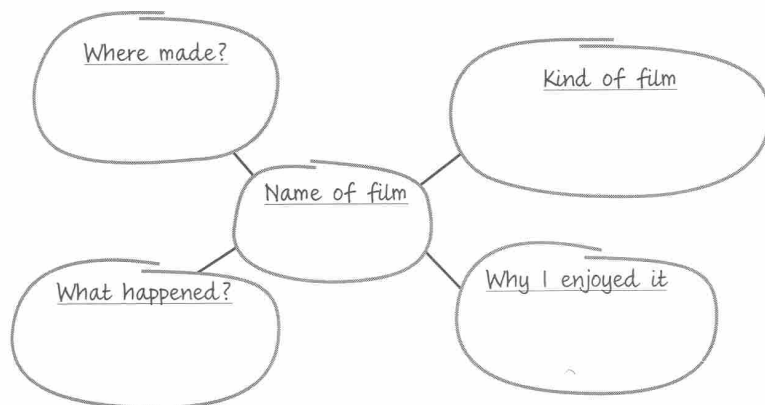 Where made?
Kind of film
Name of film
What happened?
Why I enjoyed it